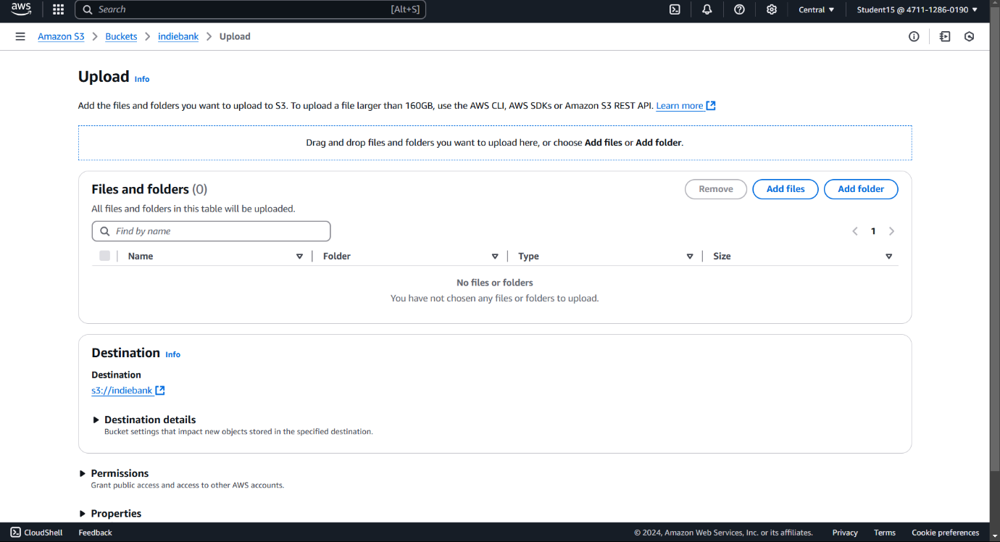 aws
Search [Alt+S]
Central Student15 @ 4711-1286-0190
Amazon S3 Buckets indiebank Upload
Upload Info
Add the files and folders you want to upload to S3. To upload a file larger than 160GB, use the AWS CLI, AWS SDKs or Amazon S3 REST API. Learn more
Drag and drop files and folders you want to upload here, or choose Add files or Add folder.
Files and folders (0) Remove Add files Add folder
All files and folders in this table will be uploaded.
Find by name 1
Name Folder Type Size
No files or folders
You have not chosen any files or folders to upload.
Destination Info
Destination
s3://indiebank
Destination details
Bucket settings that impact new objects stored in the specified destination.
Permissions
Grant public access and access to other AWS accounts.
Properties
CloudShell Feedback © 2024, Amazon Web Services, Inc. or its affiliates. Privacy Terms Cookie preferences